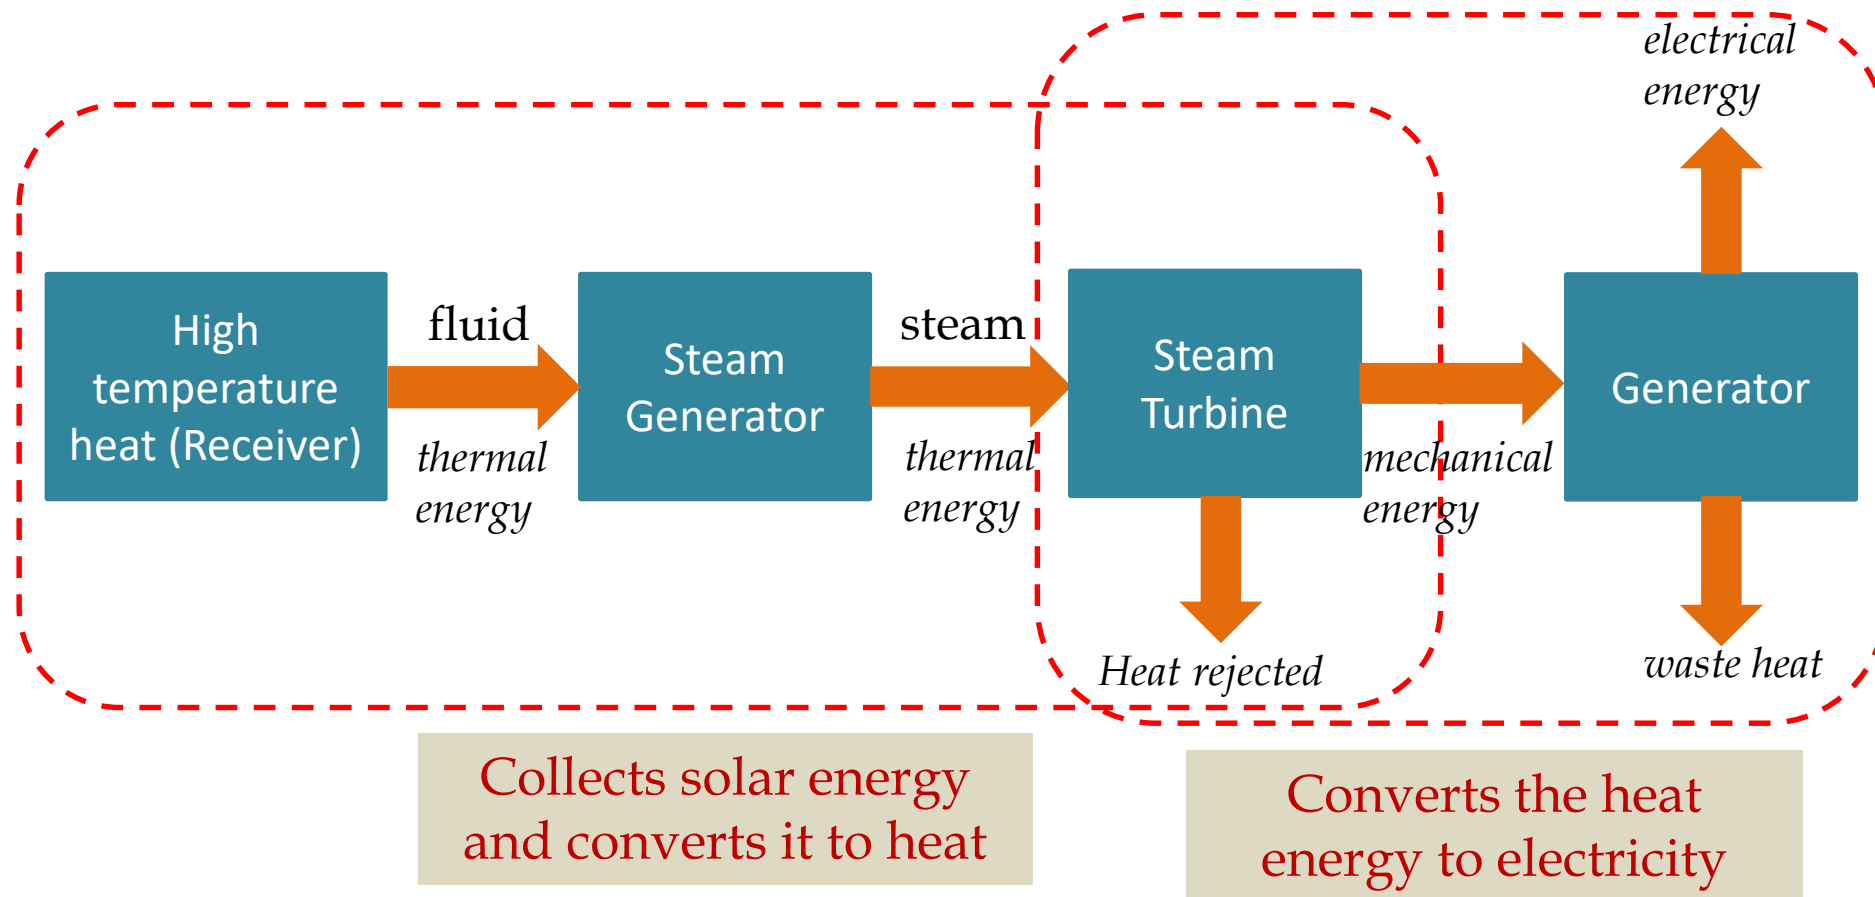 electrical
energy
High
temperature
heat (Receiver)
fluid
thermal
energy
Steam
Generator
steam
thermal
energy
Steam
Turbine
mechanical
energy
Generator
Heat rejected
waste heat
Collects solar energy
and converts it to heat
Converts the heat
energy to electricity